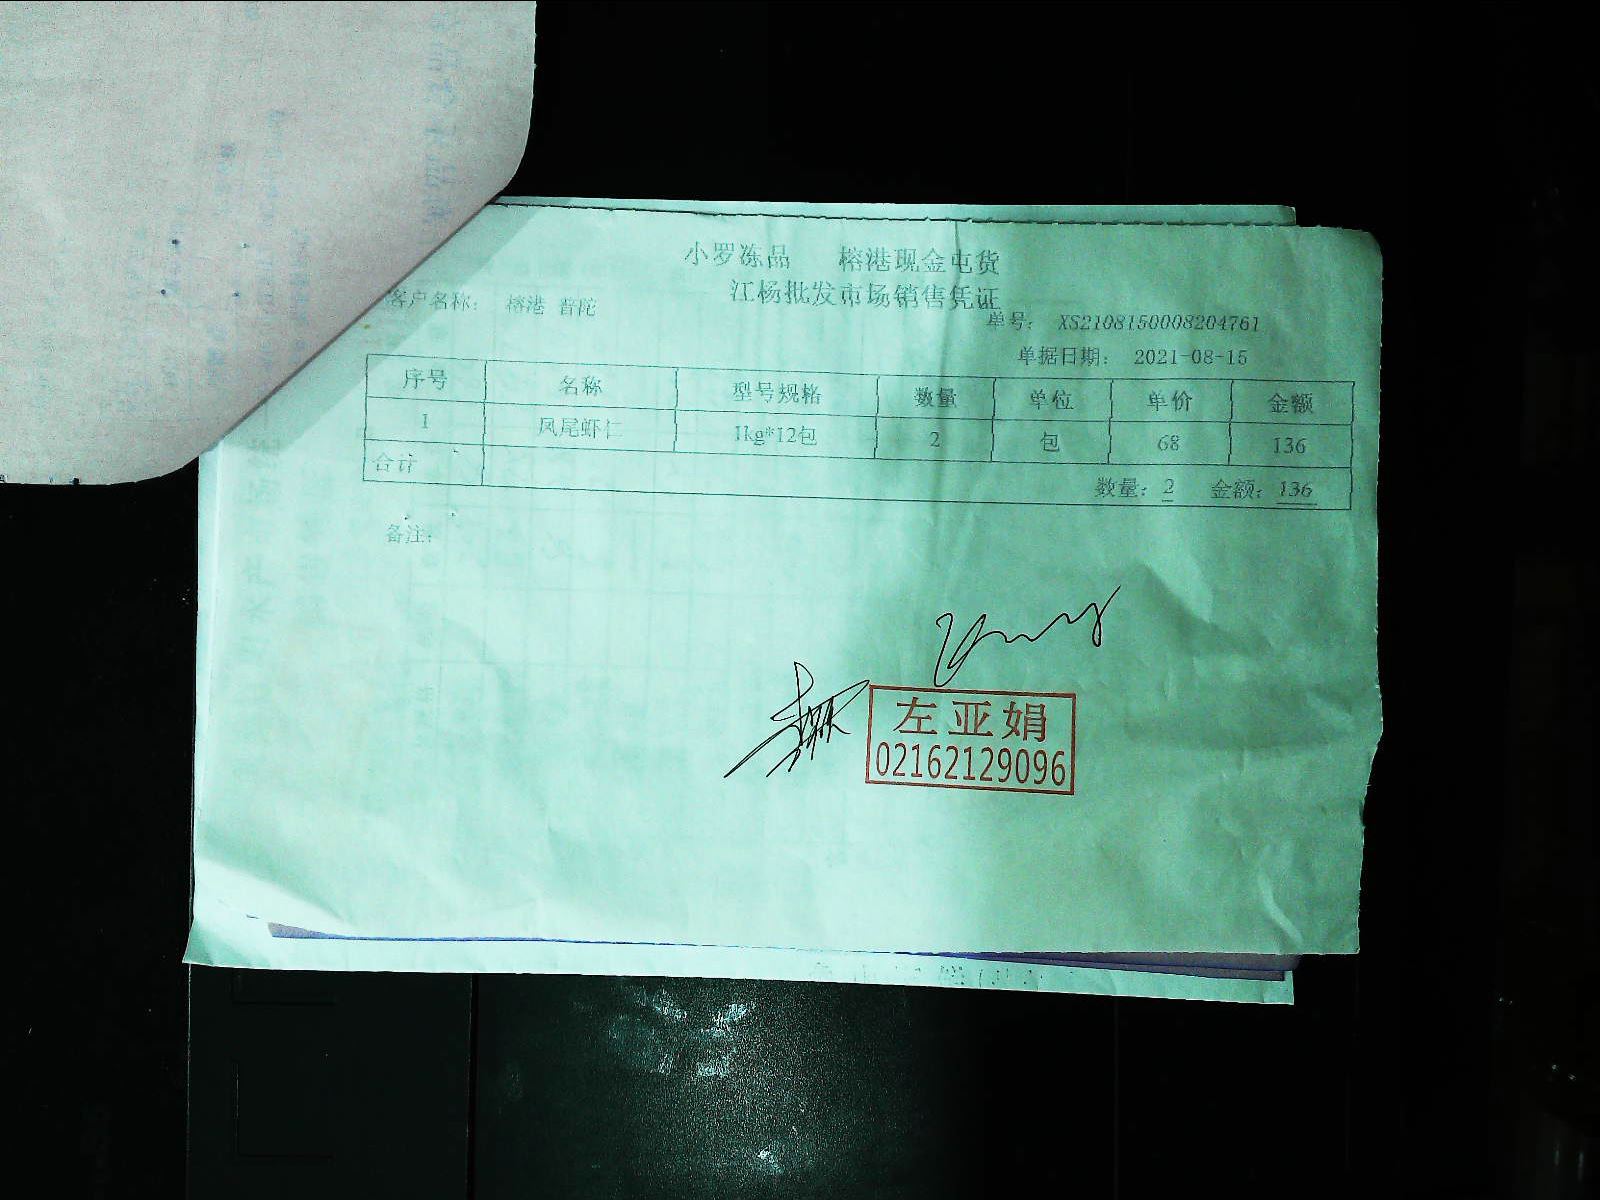 小罗冻品 榕港现金屯货
江杨批发市场销售凭证
客户名称： 榕港 普陀
单号： XS2108150008204761
单据日期： 2021-08-15
序号 名称 型号规格 数量 单位 单价 金额
1 凤尾虾仁 1kg*12包 2 包 68 136
合计 数量：2 金额：136
备注：
左亚娟
02162129096